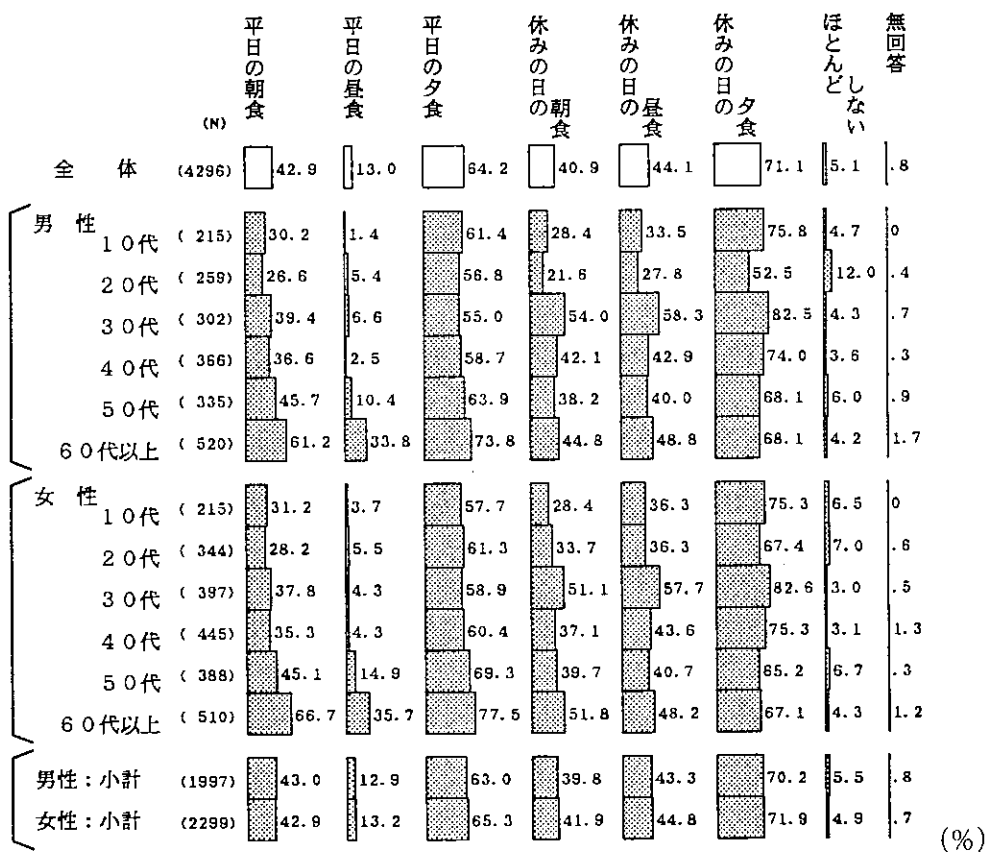 平日の朝食 平日の昼食 平日の夕食 休みの日の朝食 休みの日の昼食 休みの日の夕食 ほとんどしない 無回答
(N)
全体 (4296) 42.9 13.0 64.2 40.9 44.1 71.1 5.1 .8
男性
10代 (215) 30.2 1.4 61.4 28.4 33.5 75.8 4.7 0
20代 (259) 26.6 5.4 56.8 21.6 27.8 52.5 12.0 .4
30代 (302) 39.4 6.6 55.0 54.0 58.3 82.5 4.3 .7
40代 (366) 36.6 2.5 58.7 42.1 42.9 74.0 3.6 .3
50代 (335) 45.7 10.4 63.9 38.2 40.0 68.1 6.0 .9
60代以上 (520) 61.2 33.8 73.8 44.8 48.8 68.1 4.2 1.7
女性
10代 (215) 31.2 3.7 57.7 28.4 36.3 75.3 6.5 0
20代 (344) 28.2 5.5 61.3 33.7 36.3 67.4 7.0 .6
30代 (397) 37.8 4.3 58.9 51.1 57.7 82.6 3.0 .5
40代 (445) 35.3 4.3 60.4 37.1 43.6 75.3 3.1 1.3
50代 (388) 45.1 14.9 69.3 39.7 40.7 65.2 6.7 .3
60代以上 (510) 66.7 35.7 77.5 51.8 48.2 67.1 4.3 1.2
男性：小計 (1997) 43.0 12.9 63.0 39.8 43.3 70.2 5.5 .8
女性：小計 (2299) 42.9 13.2 65.3 41.9 44.8 71.9 4.9 .7
(%)